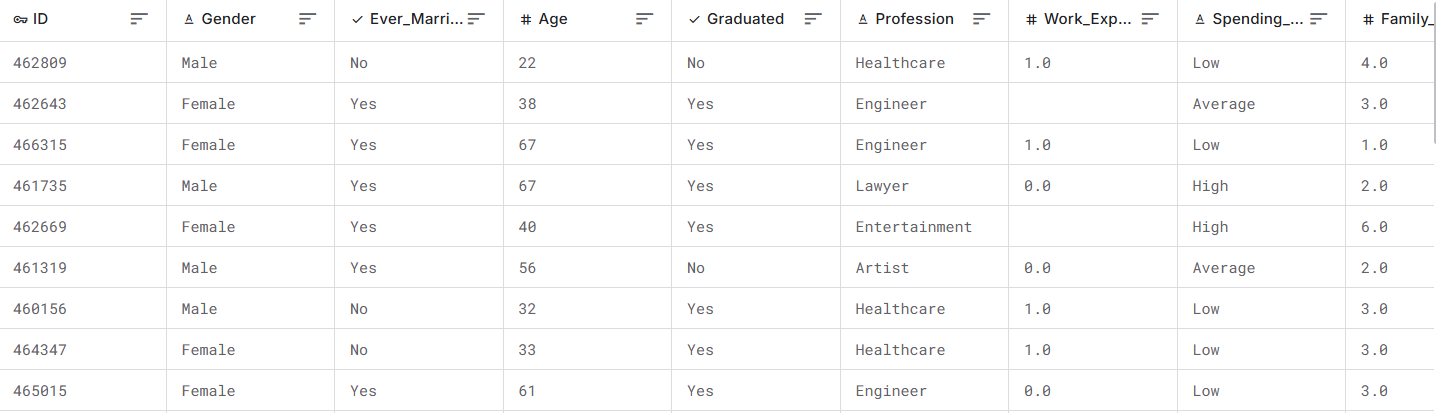 ID Gender Ever_Marri... Age Graduated Profession Work_Exp... Spending_... Family_
462809 Male No 22 No Healthcare 1.0 Low 4.0
462643 Female Yes 38 Yes Engineer Average 3.0
466315 Female Yes 67 Yes Engineer 1.0 Low 1.0
461735 Male Yes 67 Yes Lawyer 0.0 High 2.0
462669 Female Yes 40 Yes Entertainment High 6.0
461319 Male Yes 56 No Artist 0.0 Average 2.0
460156 Male No 32 Yes Healthcare 1.0 Low 3.0
464347 Female No 33 Yes Healthcare 1.0 Low 3.0
465015 Female Yes 61 Yes Engineer 0.0 Low 3.0